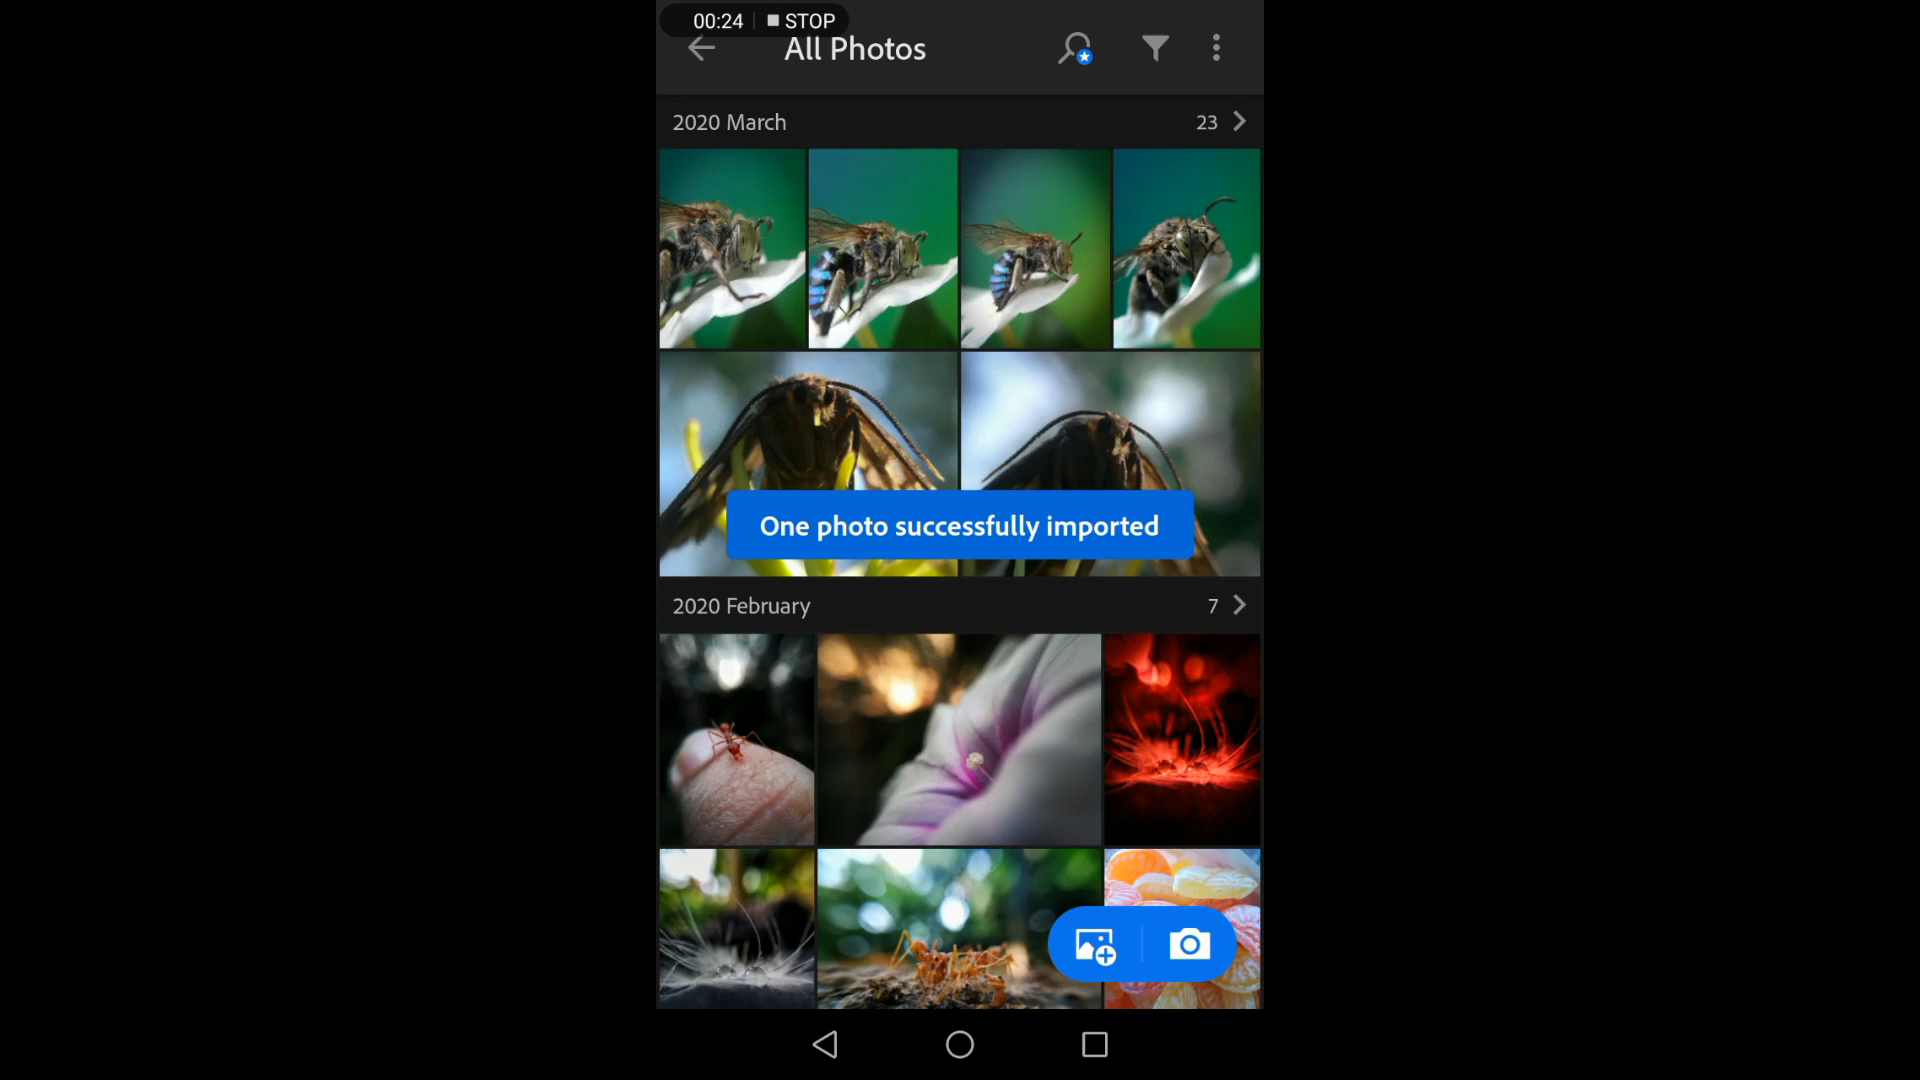 00:24 STOP
All Photos
2020 March 23
One photo successfully imported
2020 February 7